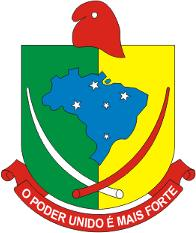 O PODER UNIDO É MAIS FORTE